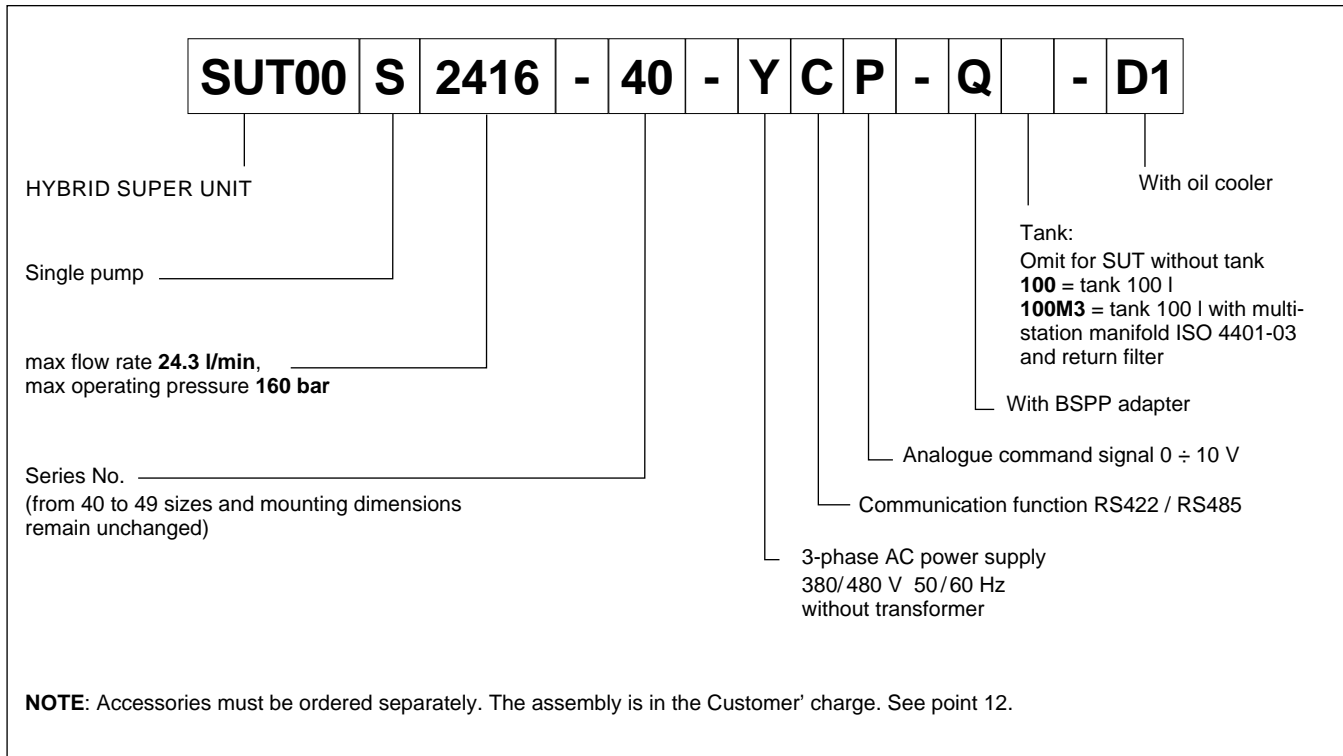 SUT00 S 2416 - 40 - Y C P - Q - D1
HYBRID SUPER UNIT
Single pump
max flow rate 24.3 l/min,
max operating pressure 160 bar
Series No.
(from 40 to 49 sizes and mounting dimensions
remain unchanged)
With oil cooler
Tank:
Omit for SUT without tank
100 = tank 100 l
100M3 = tank 100 l with multi-
station manifold ISO 4401-03
and return filter
With BSPP adapter
Analogue command signal 0 ÷ 10 V
Communication function RS422 / RS485
3-phase AC power supply
380/480 V 50/60 Hz
without transformer
NOTE: Accessories must be ordered separately. The assembly is in the Customer' charge. See point 12.